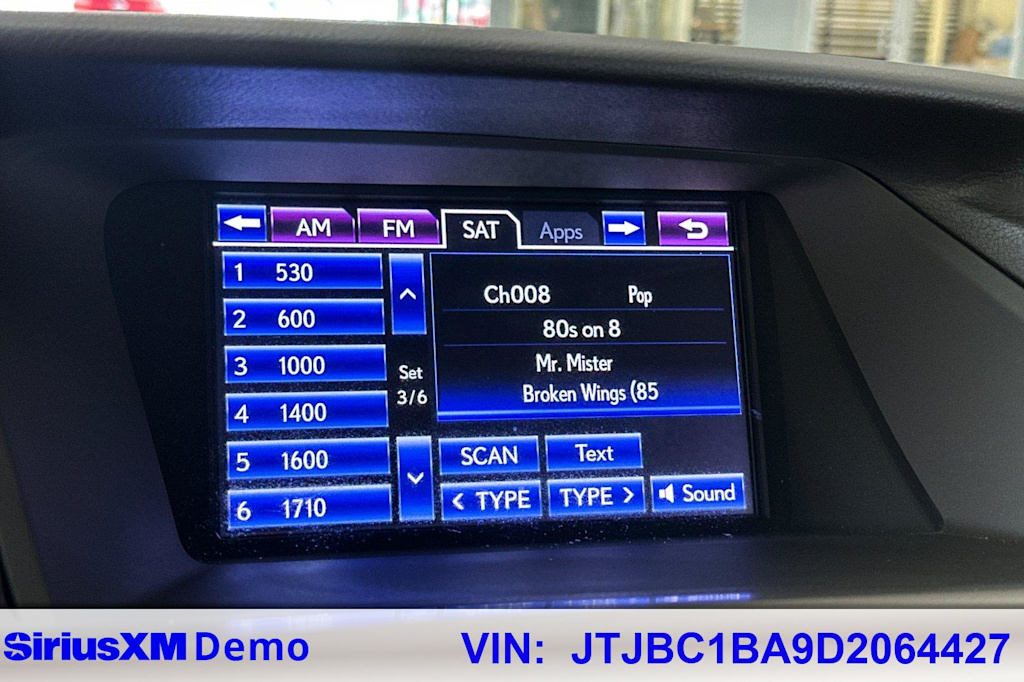 AM FM SAT Apps
1 530
2 600
3 1000
4 1400
5 1600
6 1710
Set
3/6
Ch008 Pop
80s on 8
Mr. Mister
Broken Wings (85
SCAN Text
< TYPE TYPE > Sound
SiriusXM Demo VIN: JTJBC1BA9D2064427